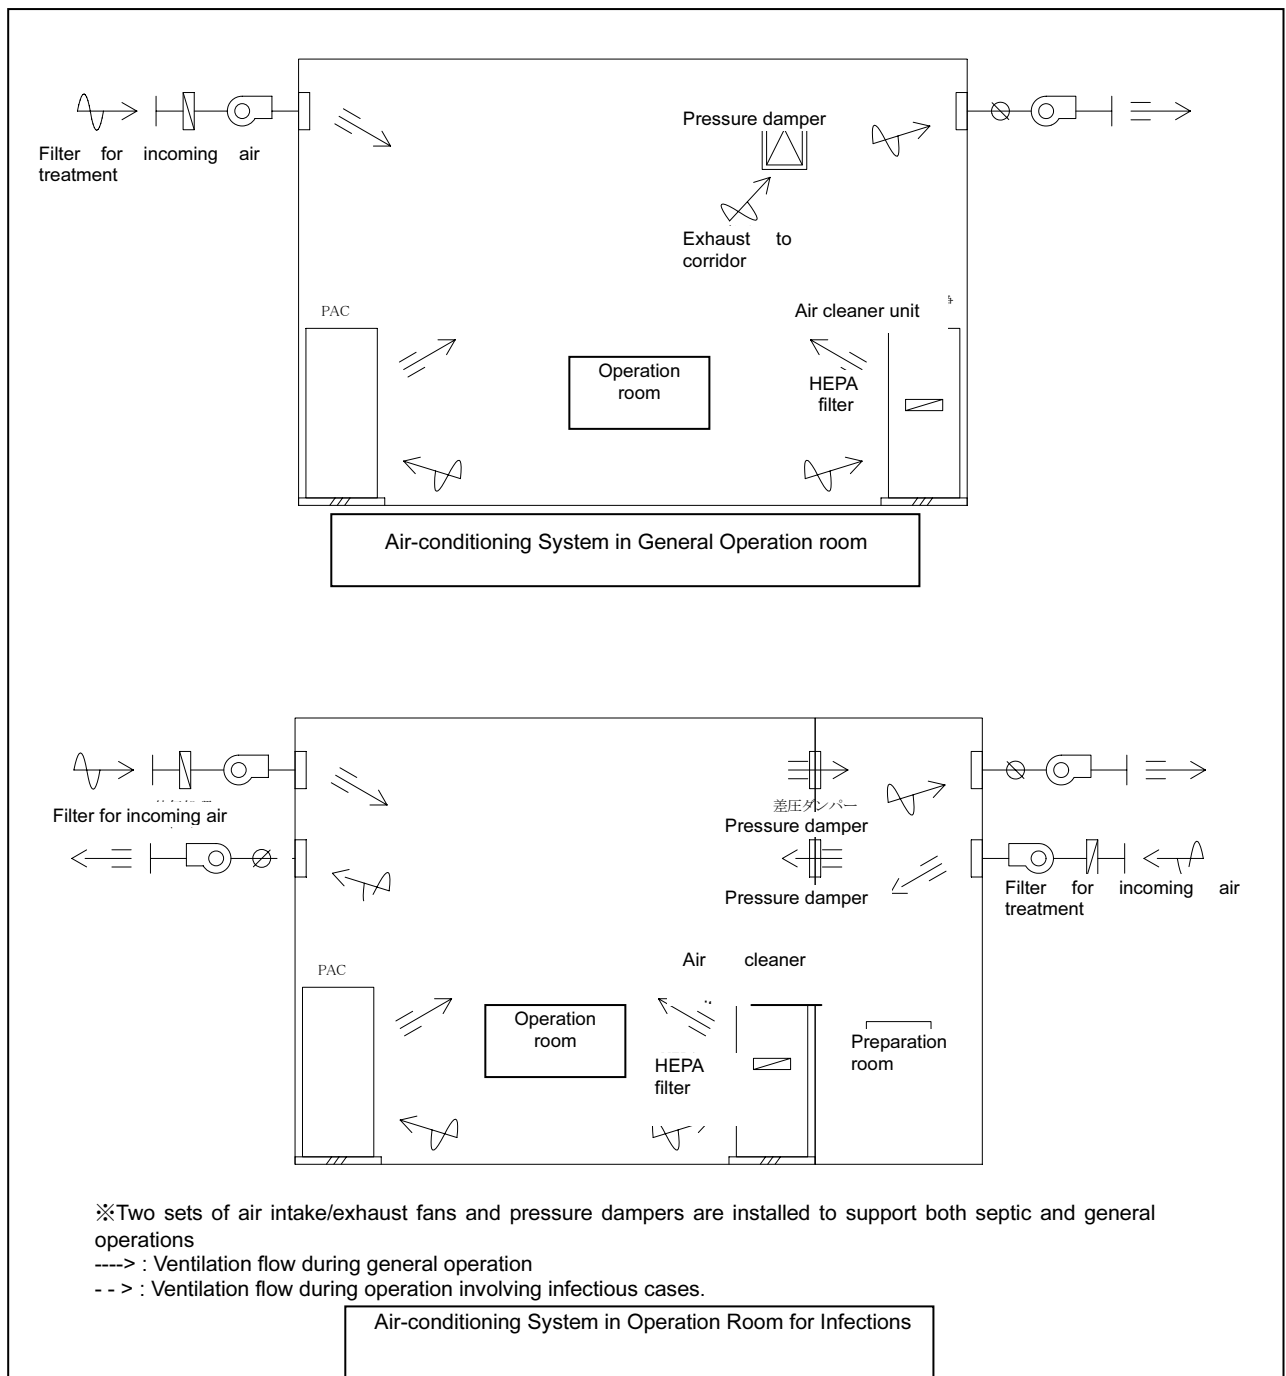 Pressure damper
Filter for incoming air
treatment
Exhaust to
corridor
PAC
Air cleaner unit
Operation
room
HEPA
filter
Air-conditioning System in General Operation room
Filter for incoming air
差圧ダンパー
Pressure damper
Pressure damper
Filter for incoming air
treatment
Air cleaner
PAC
Operation
room
HEPA
filter
Preparation
room
※Two sets of air intake/exhaust fans and pressure dampers are installed to support both septic and general
operations
----> : Ventilation flow during general operation
- - > : Ventilation flow during operation involving infectious cases.
Air-conditioning System in Operation Room for Infections